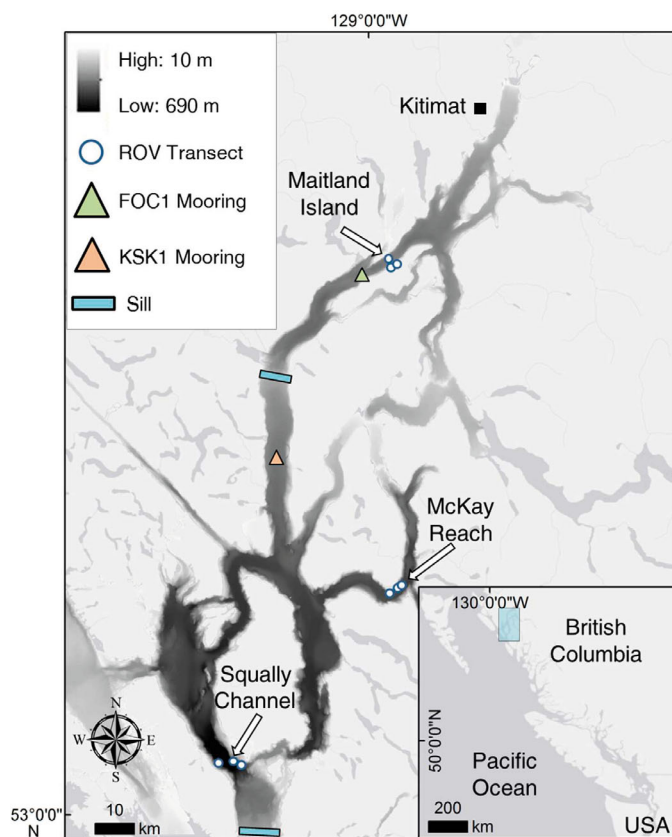 129°0'0"W
High: 10 m
Low: 690 m
ROV Transect
FOC1 Mooring
KSK1 Mooring
Sill
Kitimat
Maitland
Island
McKay
Reach
Squally
Channel
N
W
E
S
53°0'0"
N
10
km
130°0'0"W
British
Columbia
50°0'0"N
Pacific
Ocean
200
km
USA